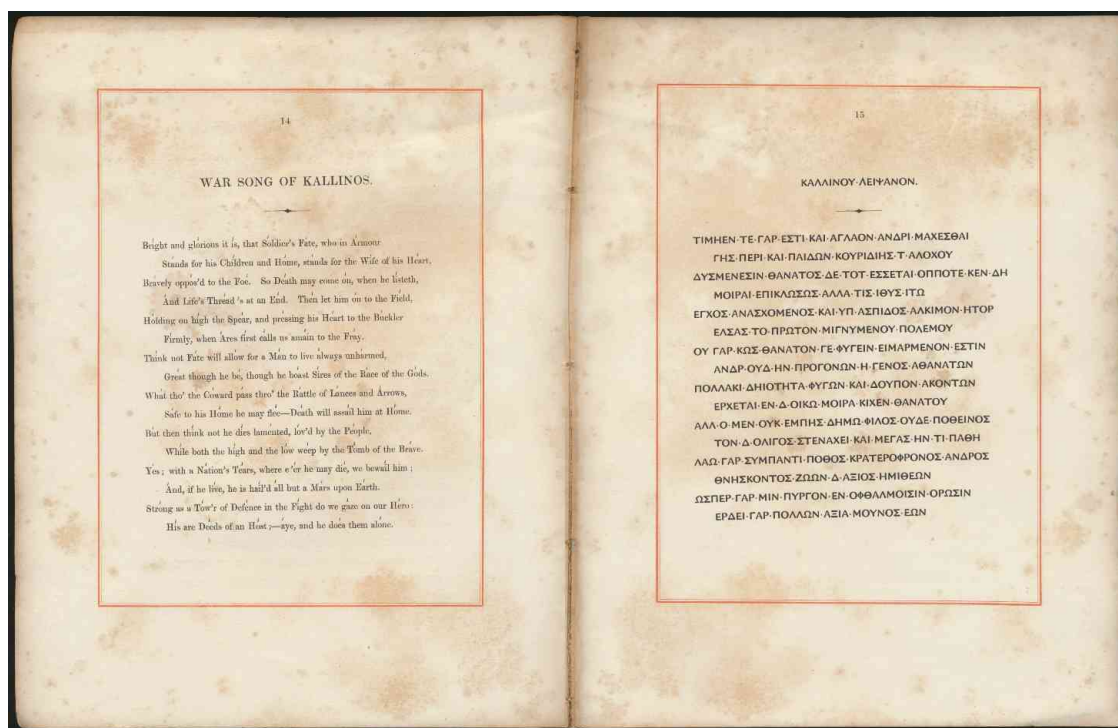 14
WAR SONG OF KALLINOS.
Bright and glorious it is, that Soldier's Fate, who in Armour
Stands for his Children and Home, stands for the Wife of his Heart,
Bravely oppos'd to the Foe. So Death may come on, when he listeth,
And Life's Thread 's at an End. Then let him on to the Field,
Holding on high the Spear, and pressing his Heart to the Buckler
Firmly, when Ares first calls us amain to the Fray.
Think not Fate will allow for a Man to live always unharmed,
Great though he be, though he boast Sires of the Race of the Gods.
What tho' the Coward pass thro' the Rattle of Lances and Arrows,
Safe to his Home he may flee—Death will assail him at Home.
But then think not he dies lamented, lov'd by the People,
While both the high and the low weep by the Tomb of the Brave.
Yes; with a Nation's Tears, where e'er he may die, we bewail him;
And, if he live, he is hail'd all but a Mars upon Earth.
Strong as a Tow'r of Defence in the Fight do we gaze on our Hero:
His are Deeds of an Host;—aye, and he does them alone.
15
ΚΑΛΛΙΝΟΥ·ΛΕΙΨΑΝΟΝ.
ΤΙΜΗΕΝ·ΤΕ·ΓΑΡ·ΕΣΤΙ·ΚΑΙ·ΑΓΛΑΟΝ·ΑΝΔΡΙ·ΜΑΧΕΣΘΑΙ
ΓΗΣ·ΠΕΡΙ·ΚΑΙ·ΠΑΙΔΩΝ·ΚΟΥΡΙΔΙΗΣ·Τ·ΑΛΟΧΟΥ
ΔΥΣΜΕΝΕΣΙΝ·ΘΑΝΑΤΟΣ·ΔΕ·ΤΟΤ·ΕΣΣΕΤΑΙ·ΟΠΠΟΤΕ·ΚΕΝ·ΔΗ
ΜΟΙΡΑΙ·ΕΠΙΚΛΩΣΩΣ·ΑΛΛΑ·ΤΙΣ·ΙΘΥΣ·ΙΤΩ
ΕΓΧΟΣ·ΑΝΑΣΧΟΜΕΝΟΣ·ΚΑΙ·ΥΠ·ΑΣΠΙΔΟΣ·ΑΛΚΙΜΟΝ·ΗΤΟΡ
ΕΛΣΑΣ·ΤΟ·ΠΡΩΤΟΝ·ΜΙΓΝΥΜΕΝΟΥ·ΠΟΛΕΜΟΥ
ΟΥ·ΓΑΡ·ΚΩΣ·ΘΑΝΑΤΟΝ·ΓΕ·ΦΥΓΕΙΝ·ΕΙΜΑΡΜΕΝΟΝ·ΕΣΤΙΝ
ΑΝΔΡ·ΟΥΔ·ΗΝ·ΠΡΟΓΟΝΩΝ·Η·ΓΕΝΟΣ·ΑΘΑΝΑΤΩΝ
ΠΟΛΛΑΚΙ·ΔΗΙΟΤΗΤΑ·ΦΥΓΩΝ·ΚΑΙ·ΔΟΥΠΟΝ·ΑΚΟΝΤΩΝ
ΕΡΧΕΤΑΙ·ΕΝ·Δ·ΟΙΚΩ·ΜΟΙΡΑ·ΚΙΧΕΝ·ΘΑΝΑΤΟΥ
ΑΛΛ·Ο·ΜΕΝ·ΟΥΚ·ΕΜΠΗΣ·ΔΗΜΩ·ΦΙΛΟΣ·ΟΥΔΕ·ΠΟΘΕΙΝΟΣ
ΤΟΝ·Δ·ΟΛΙΓΟΣ·ΣΤΕΝΑΧΕΙ·ΚΑΙ·ΜΕΓΑΣ·ΗΝ·ΤΙ·ΠΑΘΗ
ΛΑΩ·ΓΑΡ·ΣΥΜΠΑΝΤΙ·ΠΟΘΟΣ·ΚΡΑΤΕΡΟΦΡΟΝΟΣ·ΑΝΔΡΟΣ
ΘΝΗΣΚΟΝΤΟΣ·ΖΩΩΝ·Δ·ΑΞΙΟΣ·ΗΜΙΘΕΩΝ
ΩΣΠΕΡ·ΓΑΡ·ΜΙΝ·ΠΥΡΓΟΝ·ΕΝ·ΟΦΘΑΛΜΟΙΣΙΝ·ΟΡΩΣΙΝ
ΕΡΔΕΙ·ΓΑΡ·ΠΟΛΛΩΝ·ΑΞΙΑ·ΜΟΥΝΟΣ·ΕΩΝ